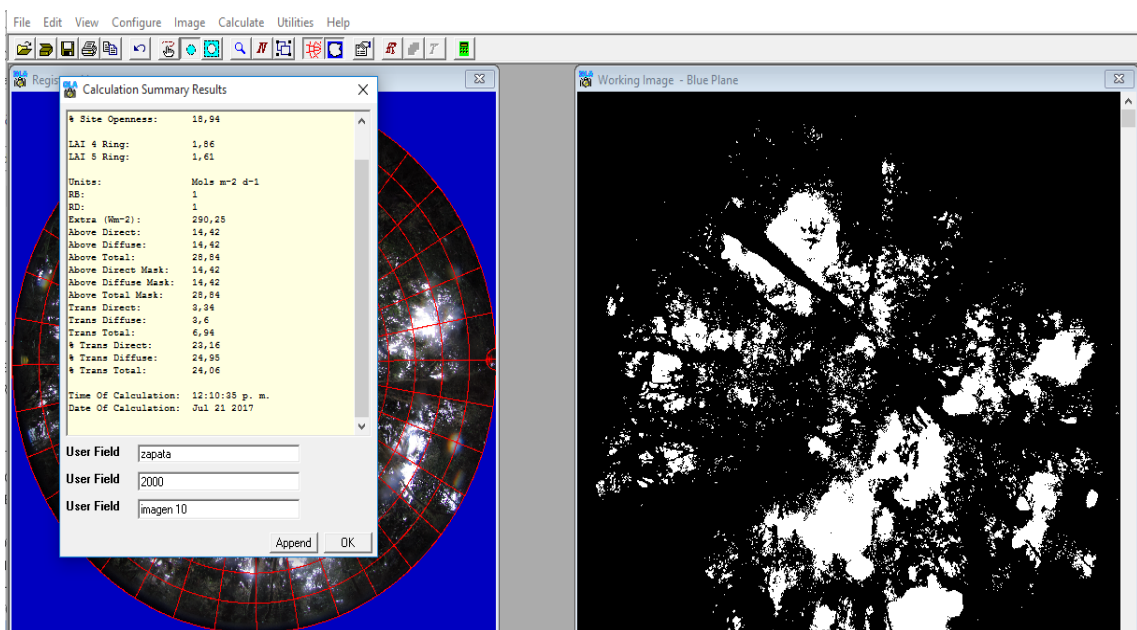 File Edit View Configure Image Calculate Utilities Help
Calculation Summary Results
% Site Openness: 18,94
LAI 4 Ring: 1,86
LAI 5 Ring: 1,61
Units: Mols m-2 d-1
RB: 1
RD: 1
Extra (Wm-2): 290,25
Above Direct: 14,42
Above Diffuse: 14,42
Above Total: 28,84
Above Direct Mask: 14,42
Above Diffuse Mask: 14,42
Above Total Mask: 28,84
Trans Direct: 3,34
Trans Diffuse: 3,6
Trans Total: 6,94
% Trans Direct: 23,16
% Trans Diffuse: 24,95
% Trans Total: 24,06
Time Of Calculation: 12:10:35 p. m.
Date Of Calculation: Jul 21 2017
User Field zapata
User Field 2000
User Field imagen 10
Append OK
Working Image - Blue Plane